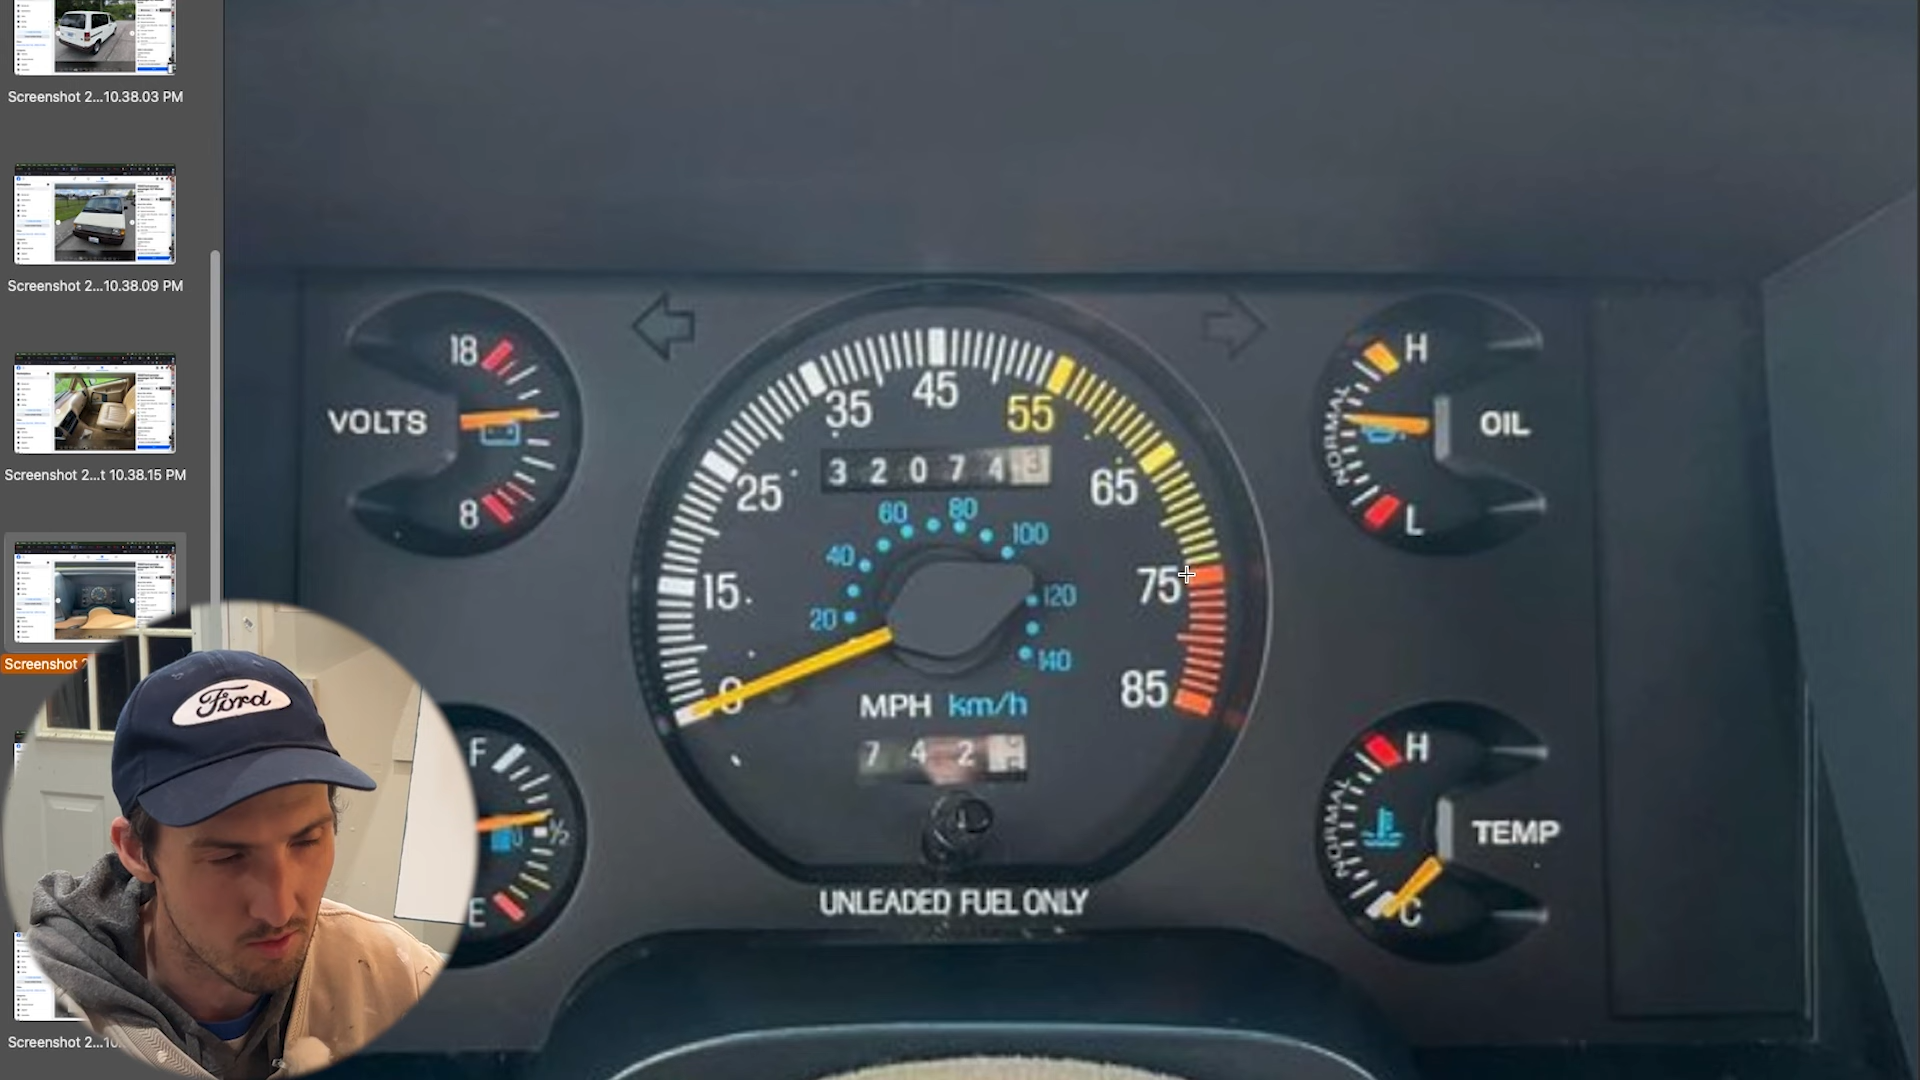 Screenshot 2...10.38.03 PM
Screenshot 2...10.38.09 PM
Screenshot 2...t 10.38.15 PM
Screenshot
Screenshot 2...10.
Ford
VOLTS
18
8
F
1/2
E
0
15
25
35
45
55
65
75
85
32074 3
20
40
60
80
100
120
140
MPH km/h
7 4 2
UNLEADED FUEL ONLY
H
NORMAL
OIL
L
H
NORMAL
TEMP
C